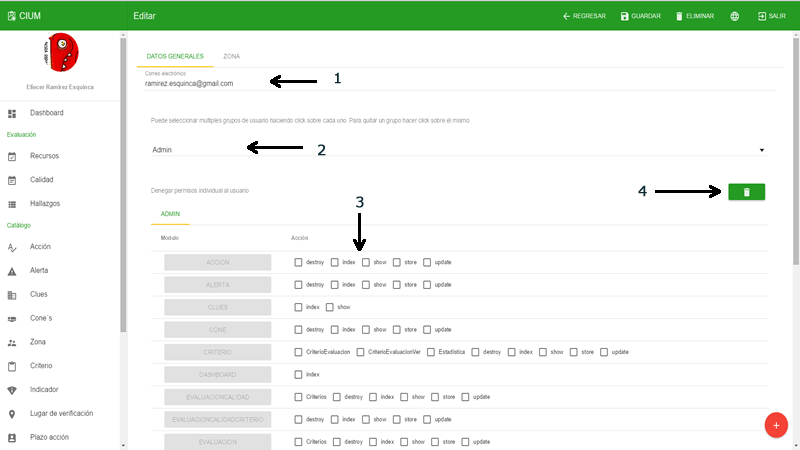 CIUM
Editar
REGRESAR
GUARDAR
ELIMINAR
SALIR
Eliecer Ramirez Esquinca
Dashboard
Evaluación
Recursos
Calidad
Hallazgos
Catálogo
Acción
Alerta
Clues
Cone´s
Zona
Criterio
Indicador
Lugar de verificación
Plazo acción
DATOS GENERALES ZONA
Correo electrónico
ramirez.esquinca@gmail.com
1
Puede seleccionar multiples grupos de usuario haciendo click sobre cada uno. Para quitar un grupo hacer click sobre el mismo
Admin
2
Denegar permisos individual al usuario
4
3
ADMIN
Modulo Acción
ACCION destroy index show store update
ALERTA destroy index show store update
CLUES index show
CONE destroy index show store update
CRITERIO CriterioEvaluacion CriterioEvaluacionVer Estadistica destroy index show store update
DASHBOARD index
EVALUACIONCALIDAD Criterios destroy index show store update
EVALUACIONCALIDADCRITERIO destroy index show store update
EVALUACION Criterios destroy index show store update